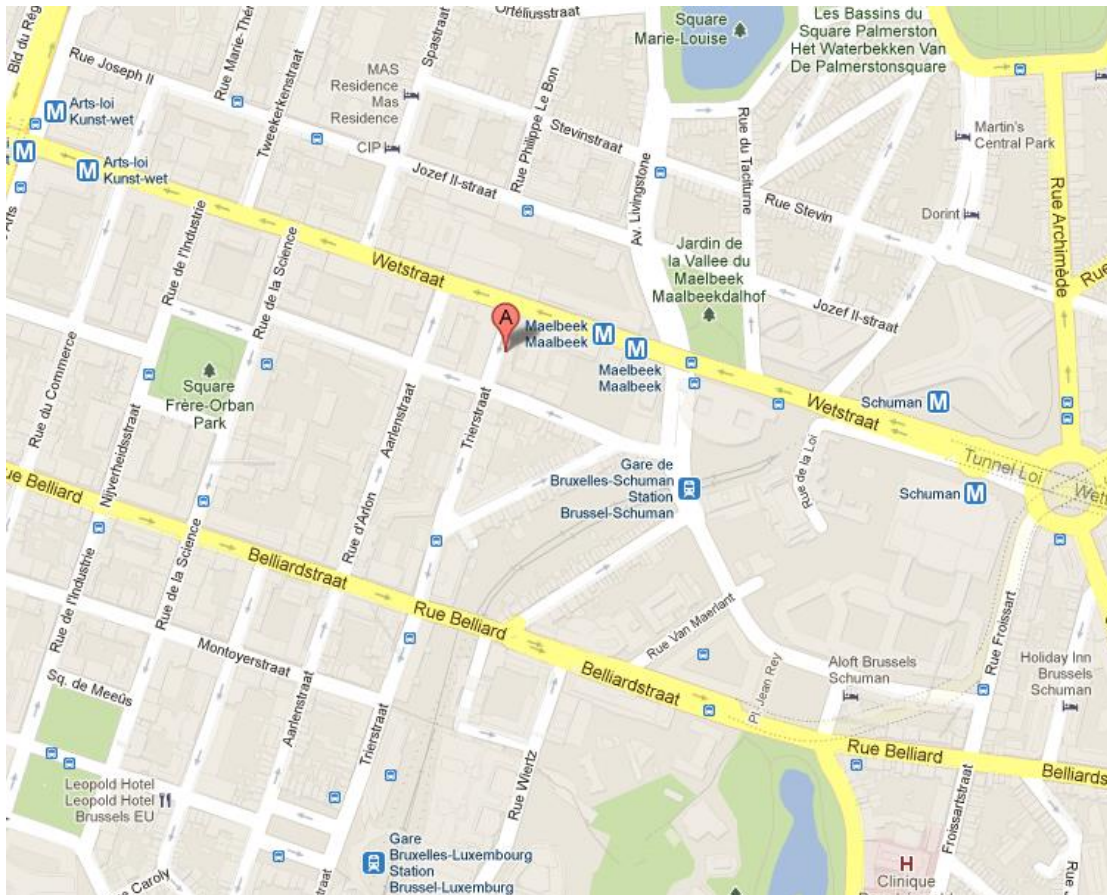 Ortéliusstraat
Square
Marie-Louise
Les Bassins du
Square Palmerston
Het Waterbekken Van
De Palmerstonsquare
Bld du Rég
Rue Joseph II
Rue Marie-Thér
Tweekerkenstraat
Spastraat
MAS
Residence
Mas
Residence
CIP
Rue Philippe Le Bon
Stevinstraat
Rue du Taciturne
Martin's
Central Park
Arts-loi
Kunst-wet
M
M
M
Arts-loi
Kunst-wet
Jozef II-straat
Av. Livingstone
Rue Stevin
Dorint
Rue Archimède
Rue
Arts
Rue de l'Industrie
Rue de la Science
Wetstraat
Jardin de
la Vallee du
Maelbeek
Maalbeekdalhof
Jozef II-straat
A
Maelbeek
Maalbeek
M
M
Maelbeek
Maalbeek
Rue du Commerce
Square
Frère-Orban
Park
Aarlenstraat
Trierstraat
Wetstraat
Schuman
M
Rue de la Loi
Tunnel Loi
Wet
Schuman
M
ue Belliard
Nijverheidsstraat
Gare de
Bruxelles-Schuman
Station
Brussel-Schuman
Rue d'Arlon
Belliardstraat
Rue Belliard
Rue de l'Industrie
Rue de la Science
Montoyerstraat
Rue Van Maerlant
Rue Froissart
Belliardstraat
Pl. Jean Rey
Aloft Brussels
Schuman
Holiday Inn
Brussels
Schuman
Sq. de Meeûs
Aarlenstraat
Trierstraat
Rue Wiertz
Rue Belliard
Belliards
Leopold Hotel
Leopold Hotel
Brussels EU
Froissartstraat
Rue
Gare
Bruxelles-Luxembourg
Station
Brussel-Luxemburg
e Caroly
H
Clinique